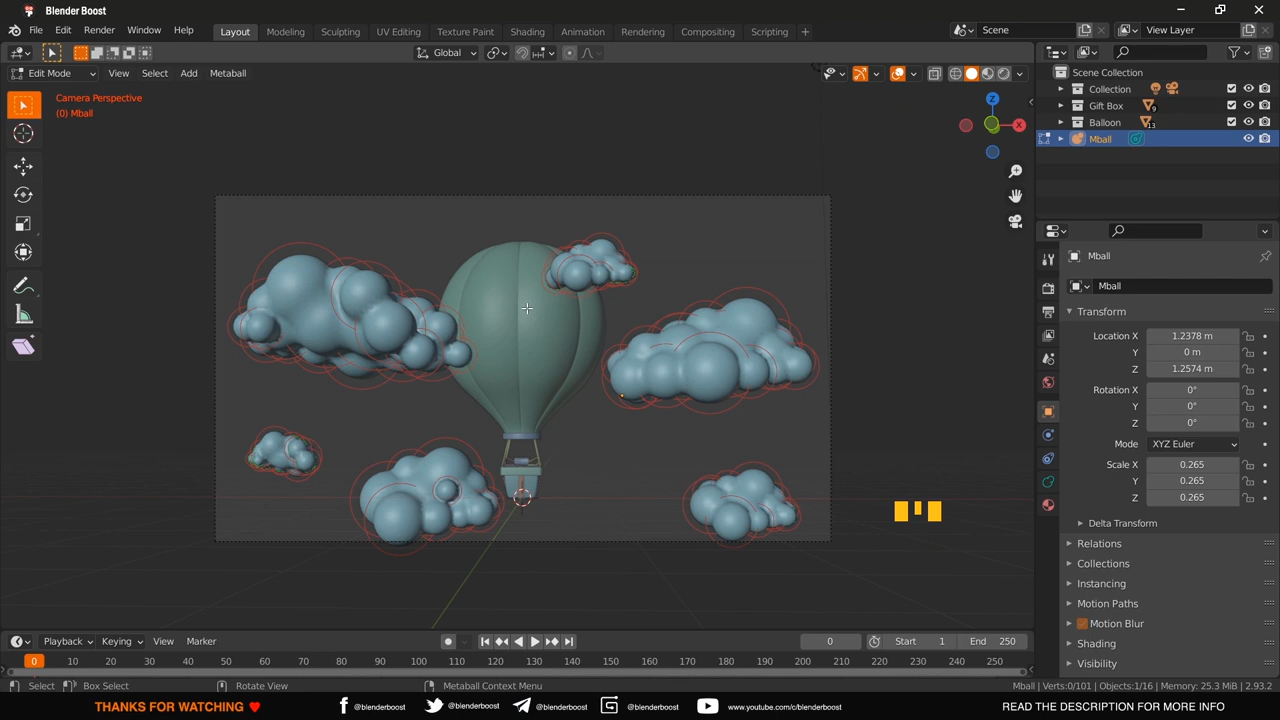 Blender Boost
File Edit Render Window Help Layout Modeling Sculpting UV Editing Texture Paint Shading Animation Rendering Compositing Scripting + Scene View Layer
Global
Edit Mode View Select Add Metaball
Camera Perspective
(0) Mball
Z
X
Scene Collection
Collection
Gift Box 9
Balloon 13
Mball
Mball
Mball
Transform
Location X 1.2378 m
Y 0 m
Z 1.2574 m
Rotation X 0°
Y 0°
Z 0°
Mode XYZ Euler
Scale X 0.265
Y 0.265
Z 0.265
Delta Transform
Relations
Collections
Instancing
Motion Paths
Motion Blur
Shading
Visibility
Playback Keying View Marker 0 Start 1 End 250
0 10 20 30 40 50 60 70 80 90 100 110 120 130 140 150 160 170 180 190 200 210 220 230 240 250
Select Box Select Rotate View Metaball Context Menu Mball | Verts:0/101 | Objects:1/16 | Memory: 25.3 MiB | 2.93.2
THANKS FOR WATCHING @blenderboost @blenderboost @blenderboost @blenderboost www.youtube.com/c/blenderboost READ THE DESCRIPTION FOR MORE INFO